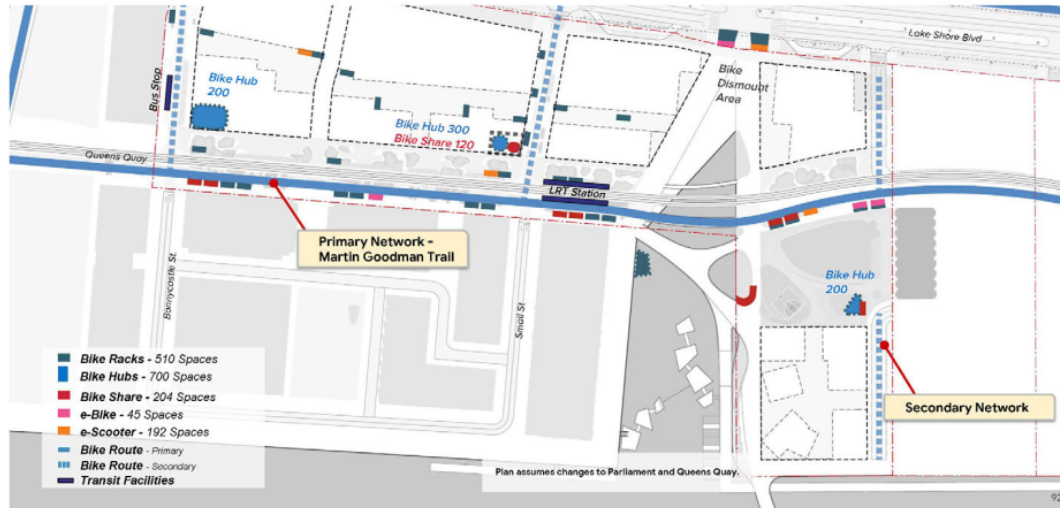 Lake Shore Blvd
Bus Stop
Bike Hub
200
Bike
Dismount
Area
Bike Hub 300
Bike Share 120
Queens Quay
LRT Station
Primary Network -
Martin Goodman Trail
Bonnycastle St.
Small St
Bike Hub
200
Bike Racks - 510 Spaces
Bike Hubs - 700 Spaces
Bike Share - 204 Spaces
e-Bike - 45 Spaces
e-Scooter - 192 Spaces
Bike Route - Primary
Bike Route - Secondary
Transit Facilities
Secondary Network
Plan assumes changes to Parliament and Queens Quay.
92